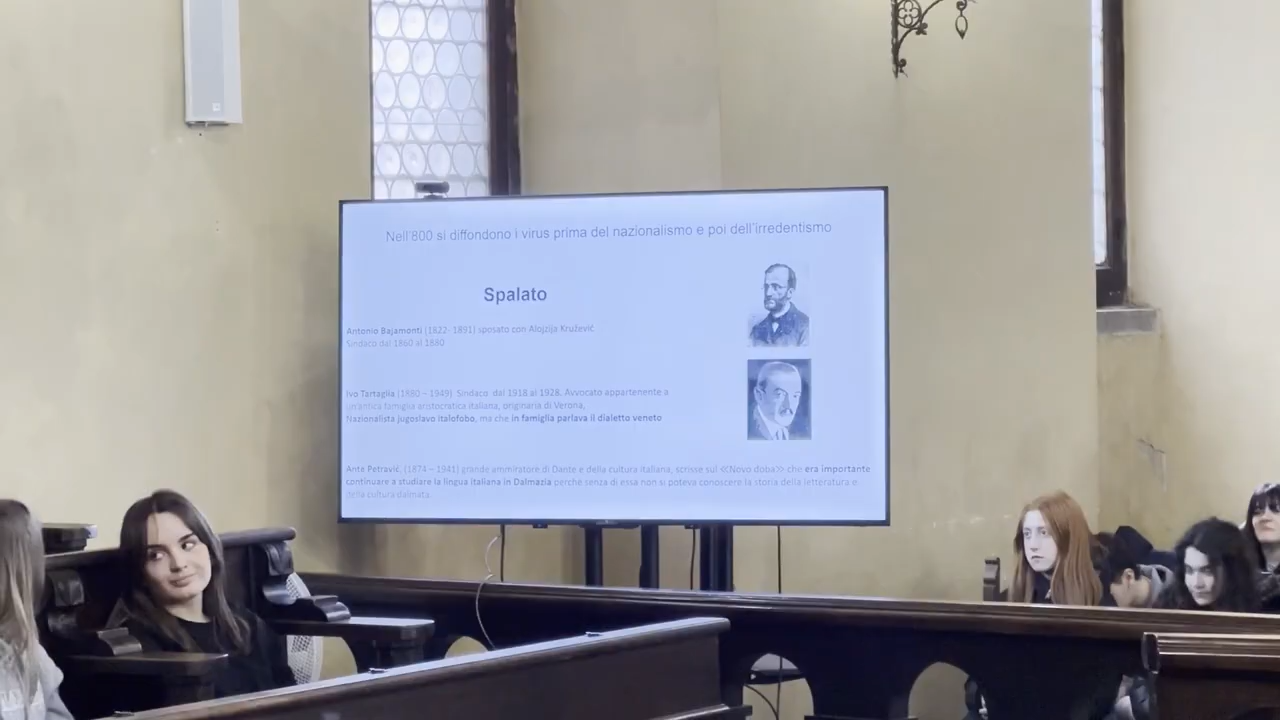 Nell'800 si diffondono i virus prima del nazionalismo e poi dell'irredentismo
Spalato
Antonio Bajamonti (1822- 1891) sposato con Alojzija Kružević
Sindaco dal 1860 al 1880
Ivo Tartaglia (1880 – 1949) Sindaco dal 1918 al 1928. Avvocato appartenente a
un'antica famiglia aristocratica italiana, originaria di Verona,
Nazionalista jugoslavo italofobo, ma che in famiglia parlava il dialetto veneto
Ante Petravić, (1874 – 1941) grande ammiratore di Dante e della cultura italiana, scrisse sul <<Novo doba>> che era importante
continuare a studiare la lingua italiana in Dalmazia perché senza di essa non si poteva conoscere la storia della letteratura e
della cultura dalmata.